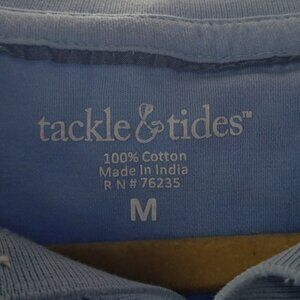 tackle & tides™
100% Cotton
Made in India
R N # 76235
M